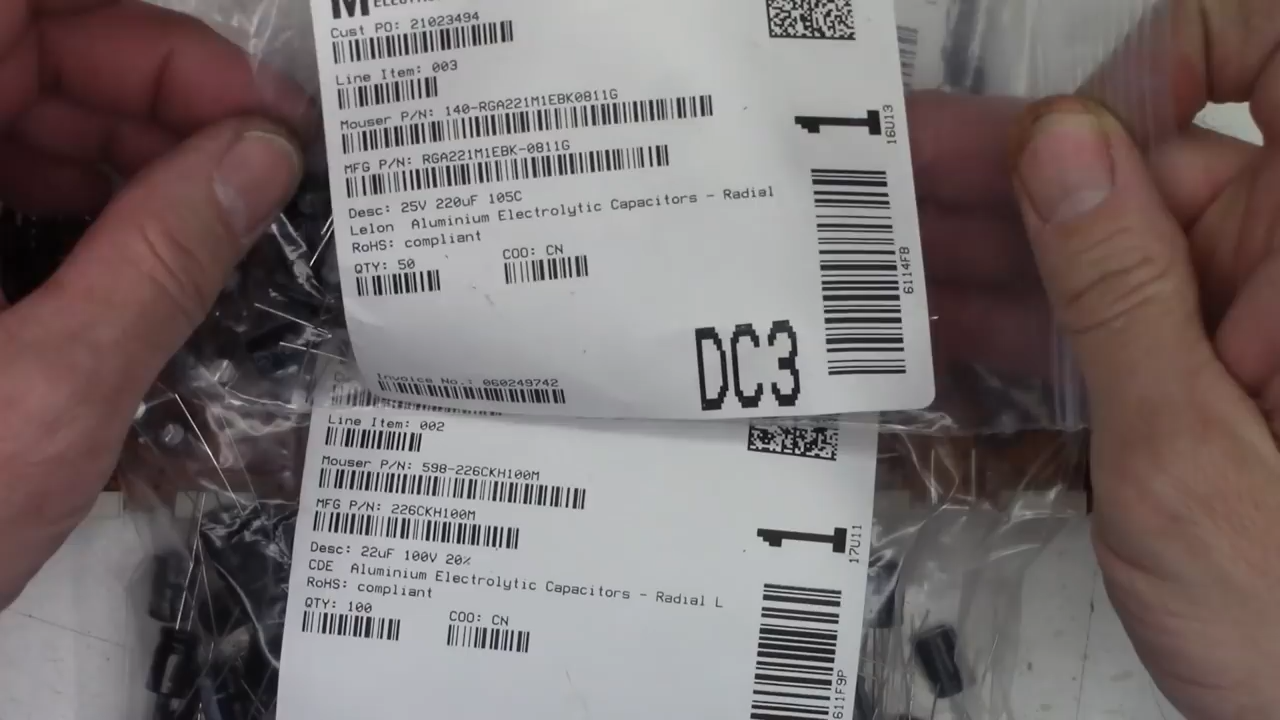 Cust PO: 21023494
Line Item: 003
Mouser P/N: 140-RGA221M1EBK0811G
MFG P/N: RGA221M1EBK-0811G
Desc: 25V 220uF 105C
Lelon Aluminium Electrolytic Capacitors - Radial
RoHS: compliant
QTY: 50
COO: CN
Invoice No.: 060249742
DC3
1
16U13
6114F8
Line Item: 002
Mouser P/N: 598-226CKH100M
MFG P/N: 226CKH100M
Desc: 22uF 100V 20%
CDE Aluminium Electrolytic Capacitors - Radial L
RoHS: compliant
QTY: 100
COO: CN
1
17U11
611F9P